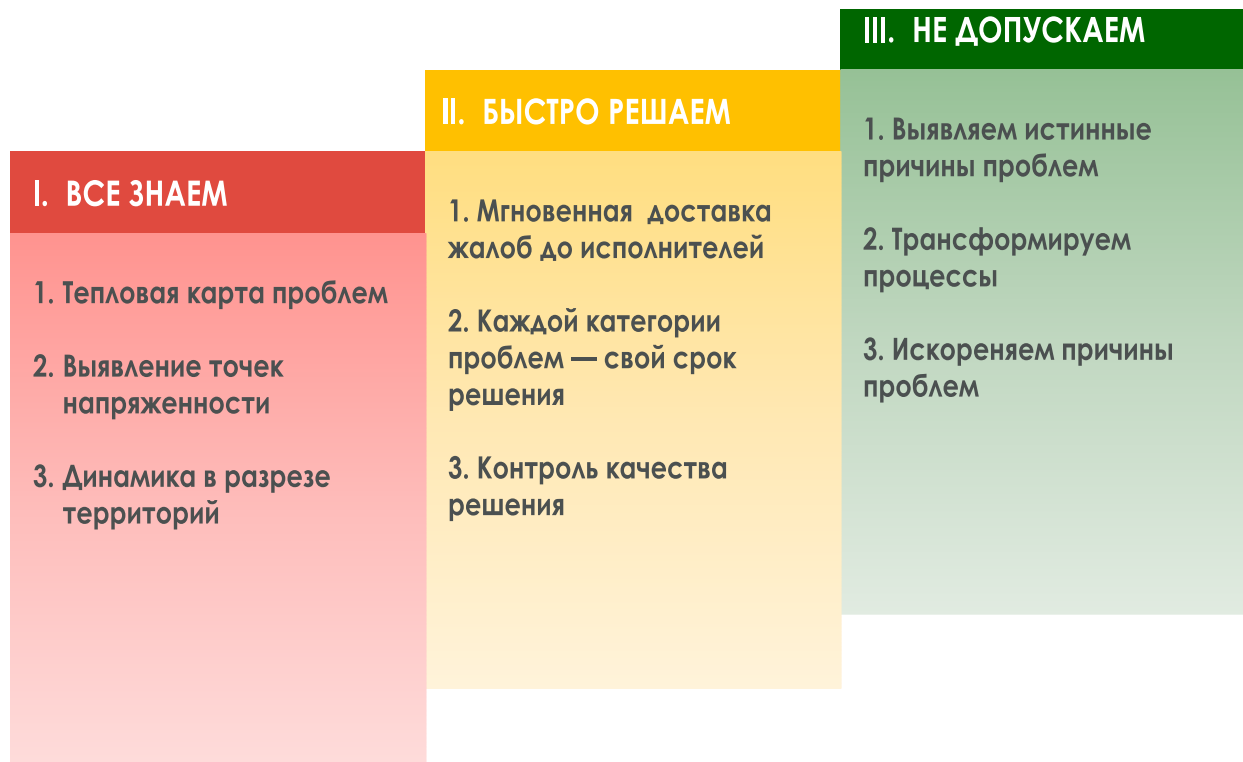 I. ВСЕ ЗНАЕМ
1. Тепловая карта проблем
2. Выявление точек
напряженности
3. Динамика в разрезе
территорий
II. БЫСТРО РЕШАЕМ
1. Мгновенная доставка
жалоб до исполнителей
2. Каждой категории
проблем — свой срок
решения
3. Контроль качества
решения
III. НЕ ДОПУСКАЕМ
1. Выявляем истинные
причины проблем
2. Трансформируем
процессы
3. Искореняем причины
проблем